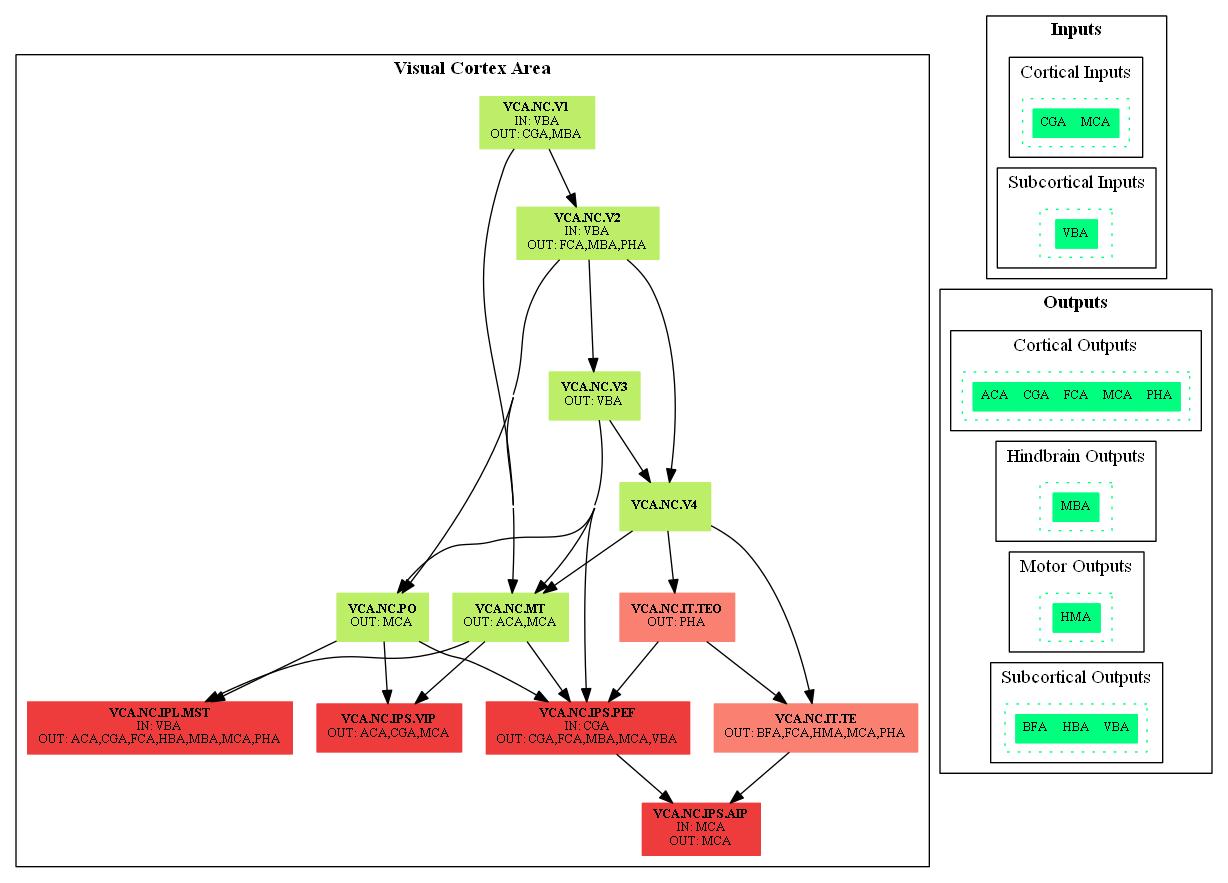 Visual Cortex Area
VCA.NC.V1
IN: VBA
OUT: CGA,MBA
VCA.NC.V2
IN: VBA
OUT: FCA,MBA,PHA
VCA.NC.V3
OUT: VBA
VCA.NC.V4
VCA.NC.PO
OUT: MCA
VCA.NC.MT
OUT: ACA,MCA
VCA.NC.IT.TEO
OUT: PHA
VCA.NC.IPL.MST
IN: VBA
OUT: ACA,CGA,FCA,HBA,MBA,MCA,PHA
VCA.NC.IPS.VIP
OUT: ACA,CGA,MCA
VCA.NC.IPS.PEF
IN: CGA
OUT: CGA,FCA,MBA,MCA,VBA
VCA.NC.IT.TE
OUT: BFA,FCA,HMA,MCA,PHA
VCA.NC.IPS.AIP
IN: MCA
OUT: MCA
Inputs
Cortical Inputs
CGA MCA
Subcortical Inputs
VBA
Outputs
Cortical Outputs
ACA CGA FCA MCA PHA
Hindbrain Outputs
MBA
Motor Outputs
HMA
Subcortical Outputs
BFA HBA VBA